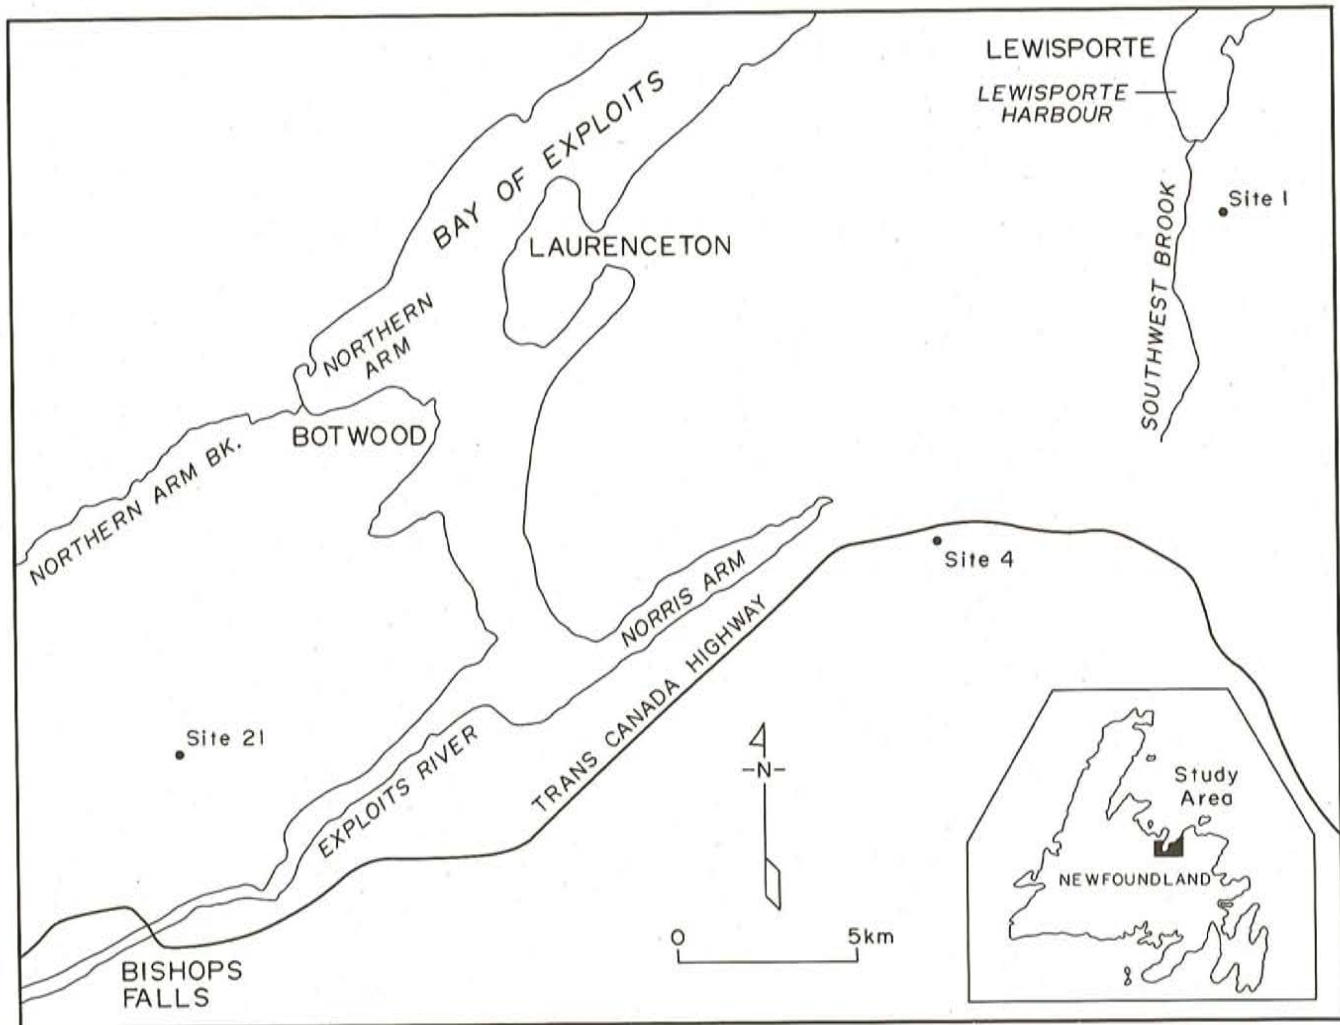 LEWISPORTE
LEWISPORTE
HARBOUR
BAY OF EXPLOITS
Site 1
LAURENCETON
SOUTHWEST BROOK
NORTHERN
ARM
BOTWOOD
NORTHERN ARM BK.
Site 4
NORRIS ARM
TRANS CANADA HIGHWAY
Site 21
EXPLOITS RIVER
-N-
Study
Area
NEWFOUNDLAND
0 5km
BISHOPS
FALLS